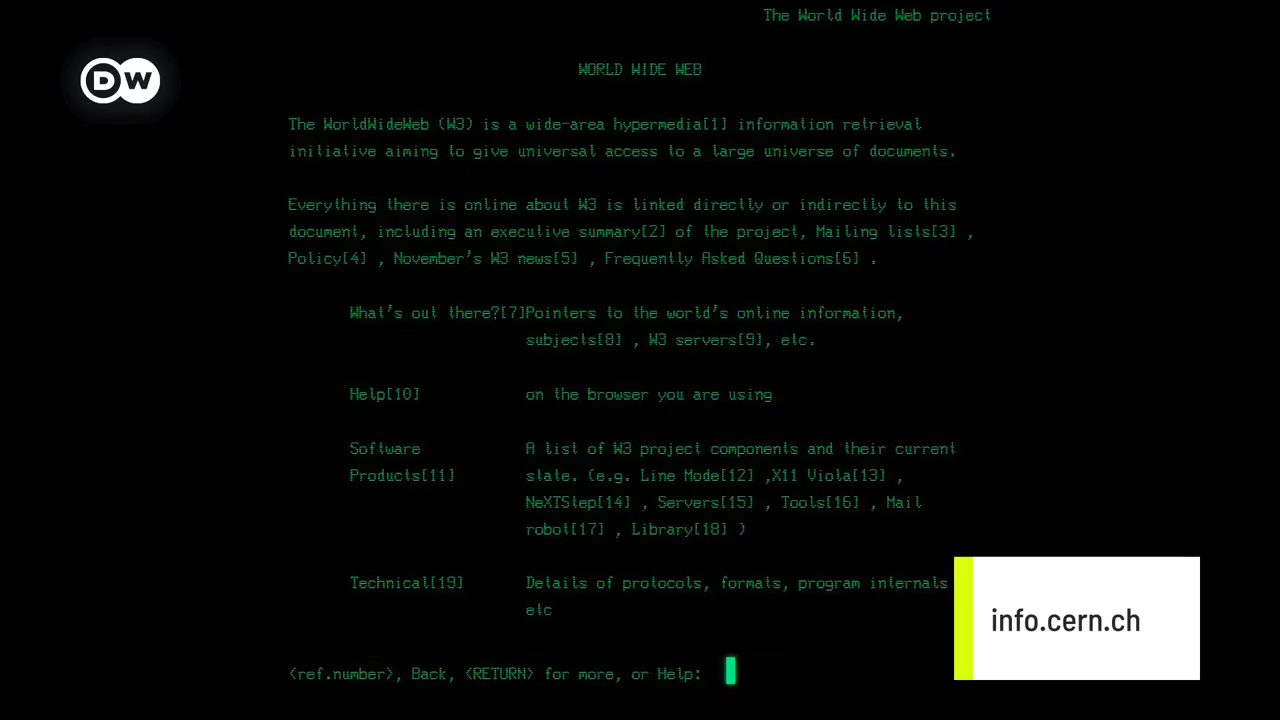 The World Wide Web project
DW
WORLD WIDE WEB
The WorldWideWeb (W3) is a wide-area hypermedia[1] information retrieval
initiative aiming to give universal access to a large universe of documents.
Everything there is online about W3 is linked directly or indirectly to this
document, including an executive summary[2] of the project, Mailing lists[3] ,
Policy[4] , November's W3 news[5] , Frequently Asked Questions[6] .
What's out there?[7]Pointers to the world's online information,
subjects[8] , W3 servers[9], etc.
Help[10] on the browser you are using
Software A list of W3 project components and their current
Products[11] state. (e.g. Line Mode[12] ,X11 Viola[13] ,
NeXTStep[14] , Servers[15] , Tools[16] , Mail
robot[17] , Library[18] )
Technical[19] Details of protocols, formats, program internals
etc
info.cern.ch
<ref.number>, Back, <RETURN> for more, or Help: